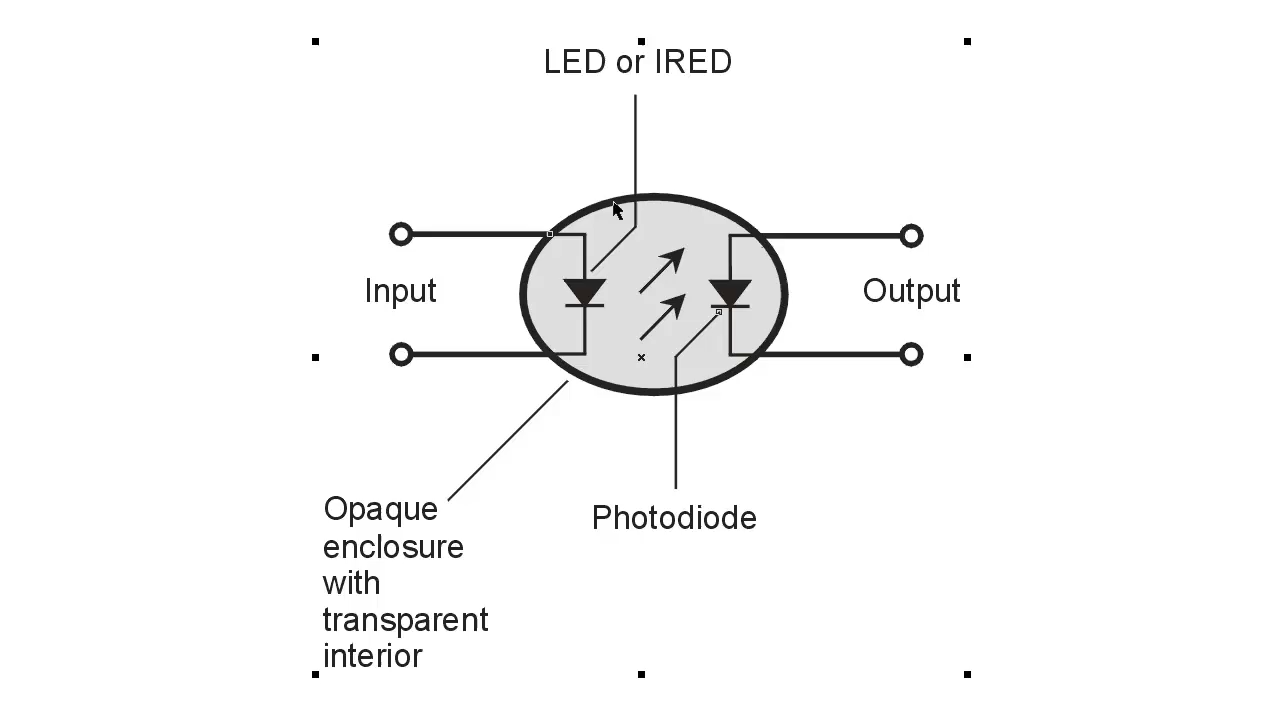 LED or IRED
Input
Output
Photodiode
Opaque
enclosure
with
transparent
interior